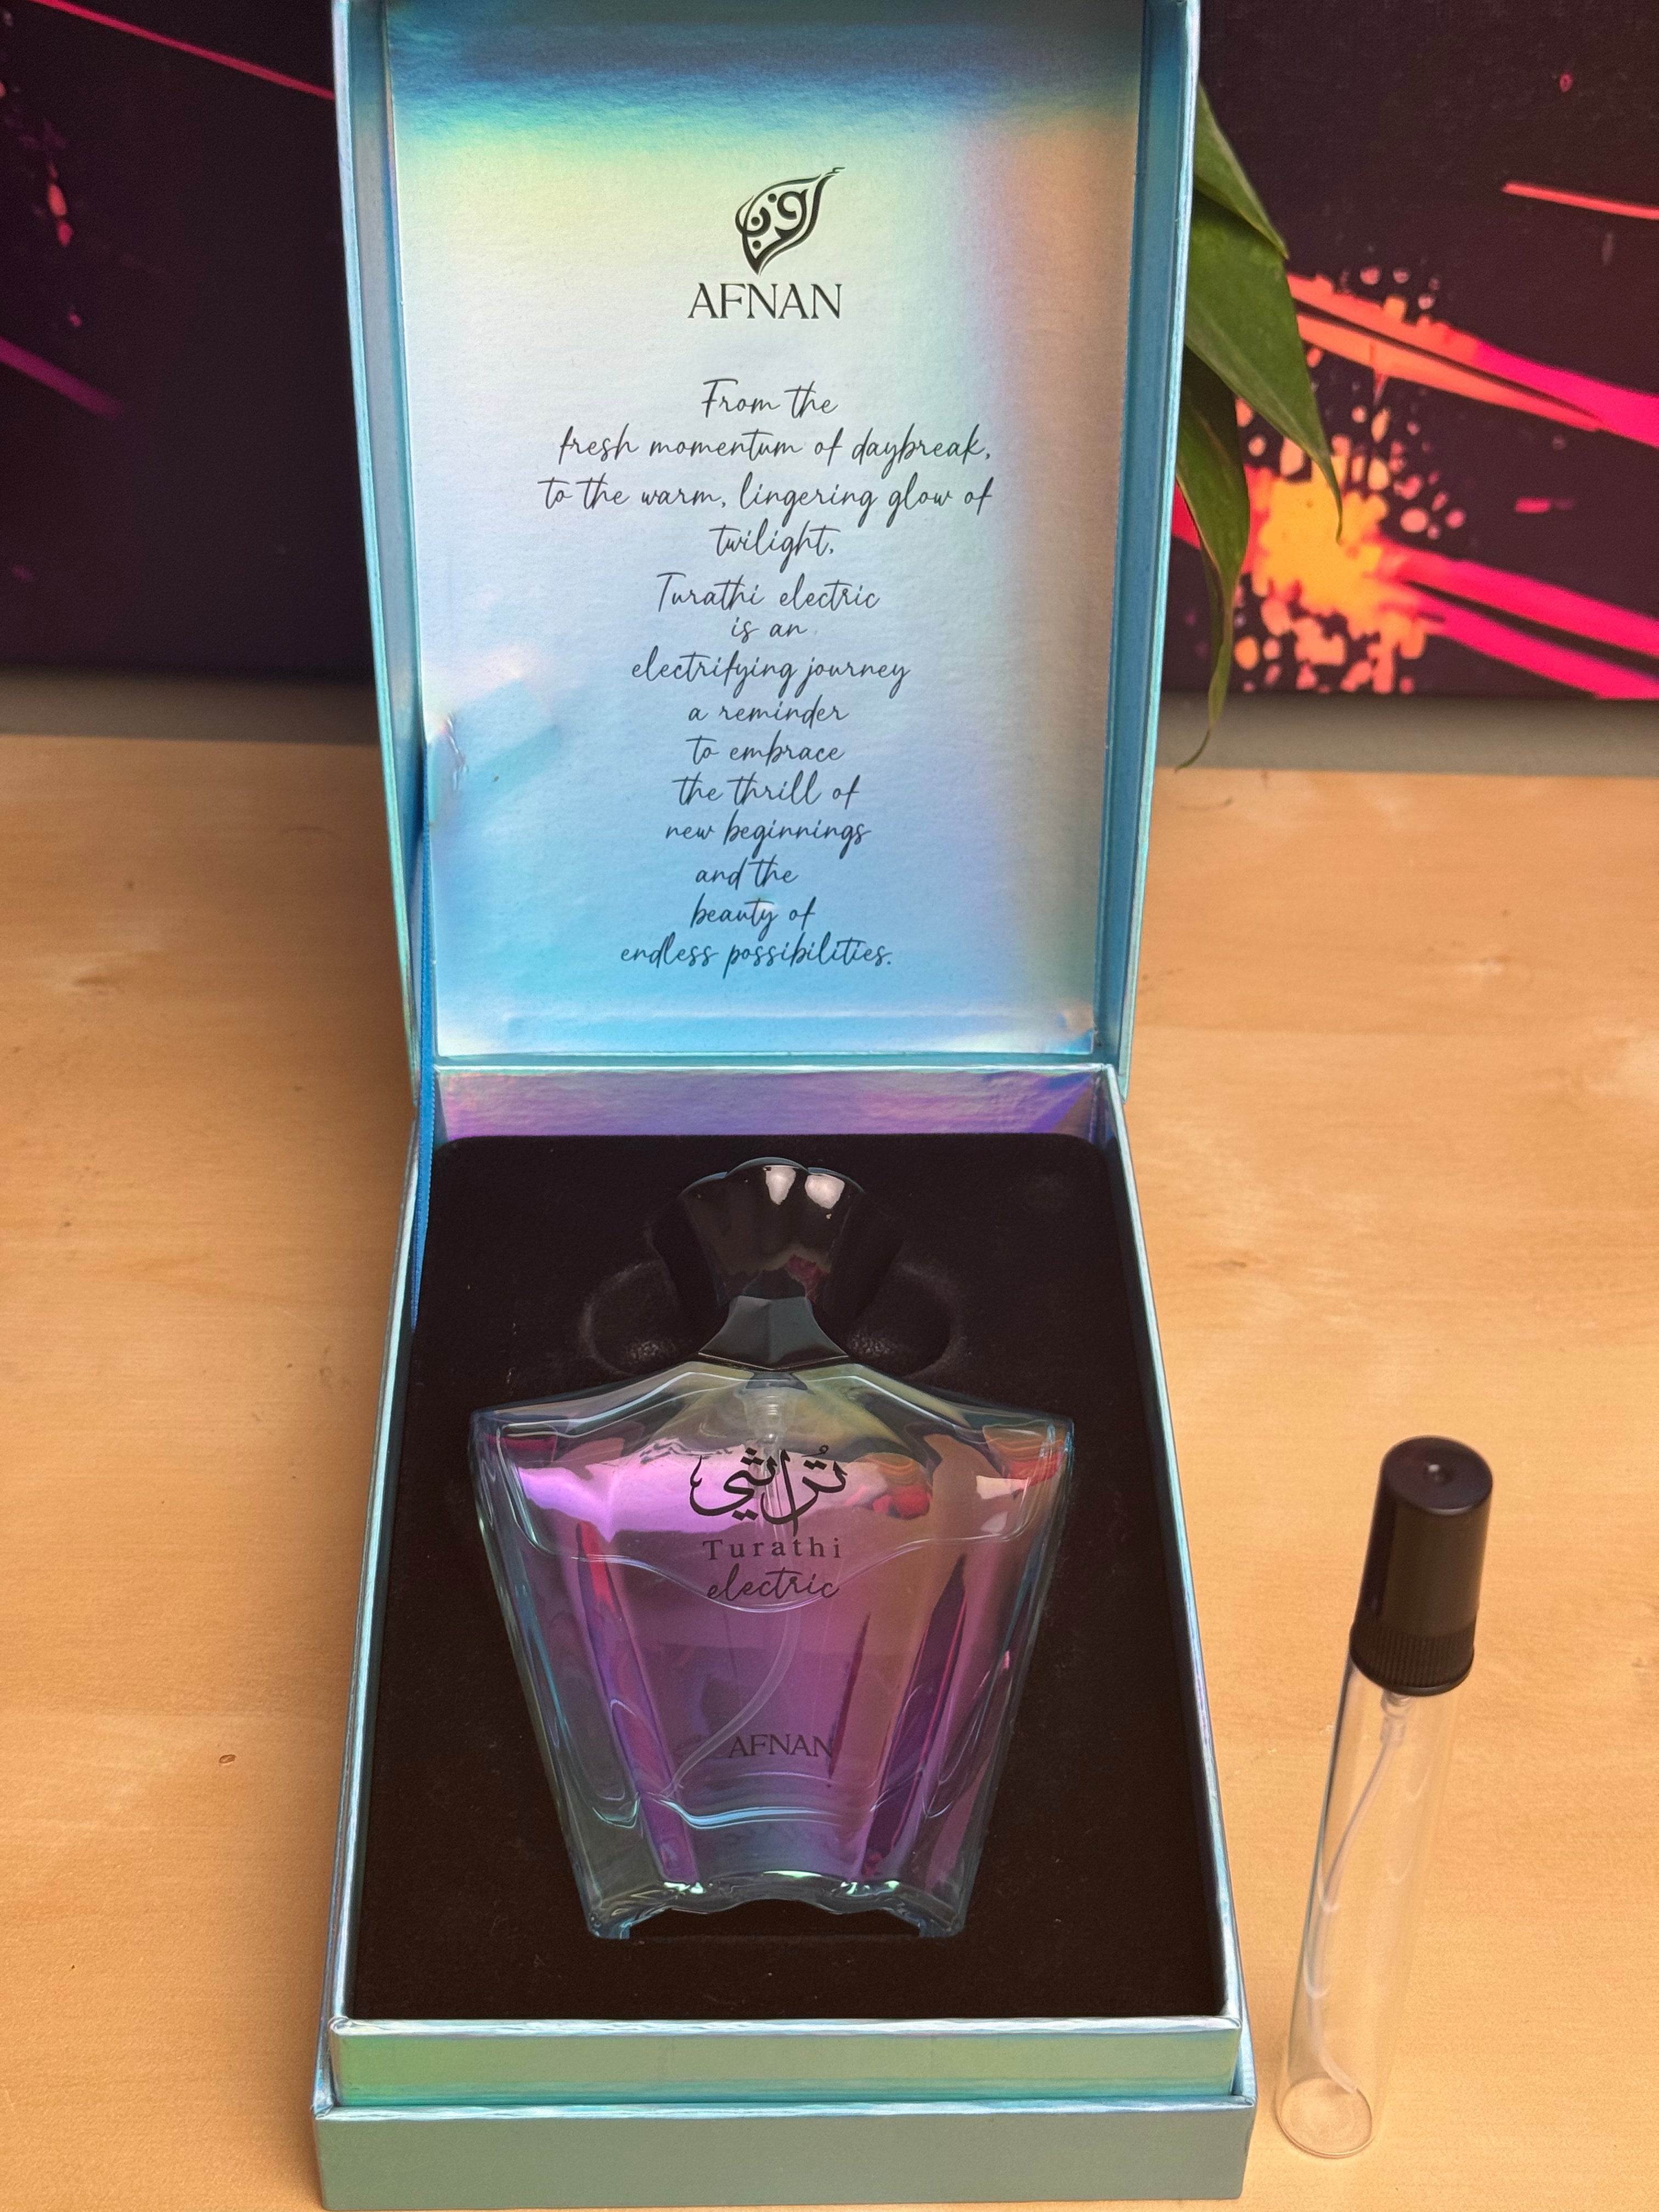 أفنان
AFNAN
From the
fresh momentum of daybreak,
to the warm, lingering glow of
twilight,
Turathi electric
is an
electrifying journey
a reminder
to embrace
the thrill of
new beginnings
and the
beauty of
endless possibilities.
تُراثي
Turathi
electric
AFNAN